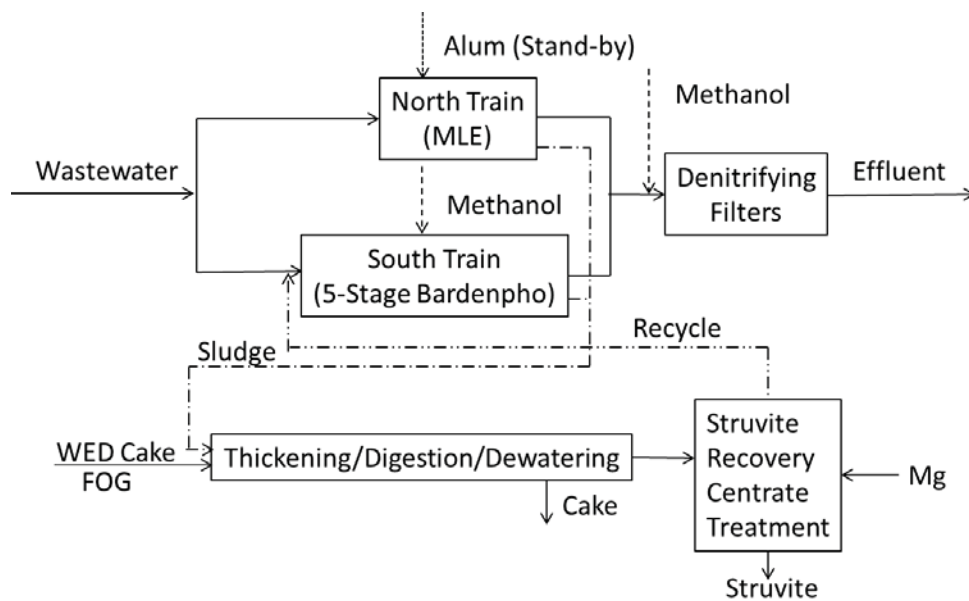 Alum (Stand-by)
Methanol
North Train
(MLE)
Wastewater
Denitrifying
Filters
Effluent
Methanol
South Train
(5-Stage Bardenpho)
Recycle
Sludge
WED Cake
FOG
Thickening/Digestion/Dewatering
Struvite
Recovery
Centrate
Treatment
Mg
Cake
Struvite